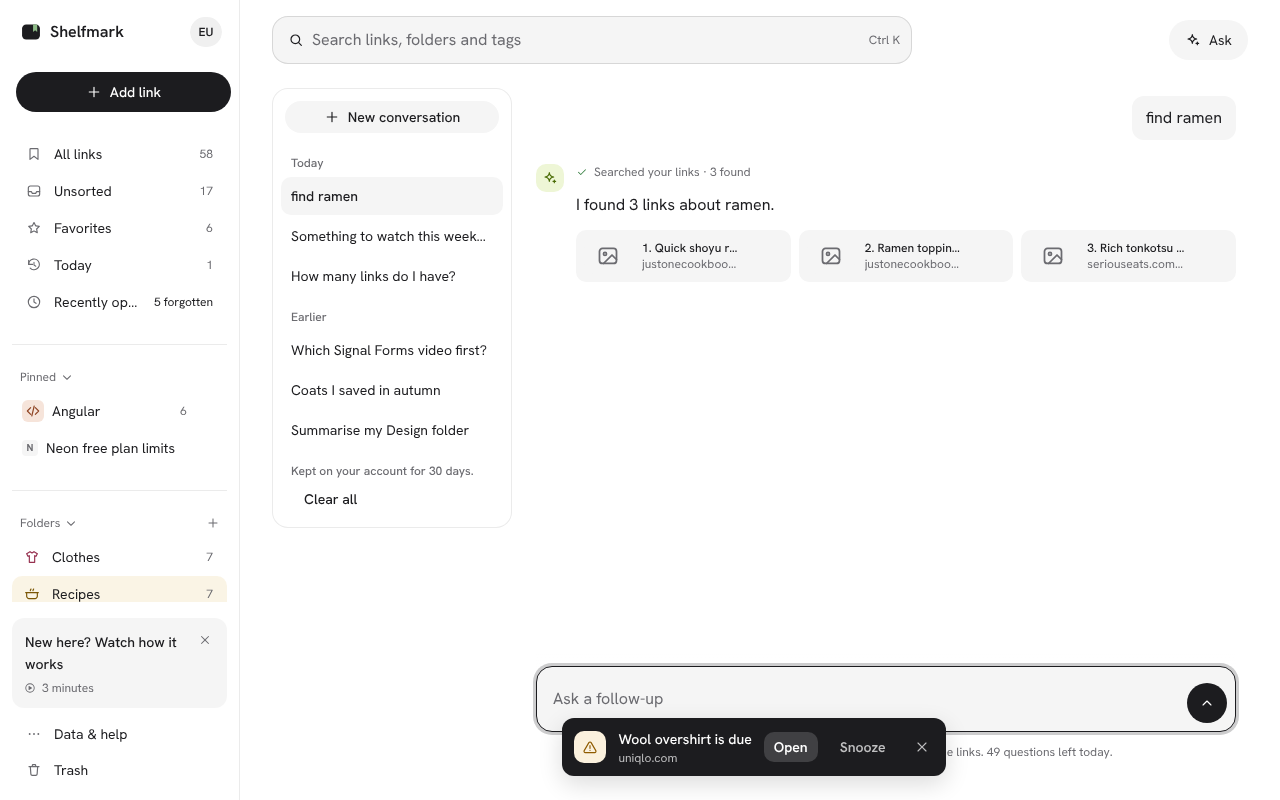 Shelfmark
EU
Add link
All links 58
Unsorted 17
Favorites 6
Today 1
Recently op... 5 forgotten
Pinned
Angular 6
N Neon free plan limits
Folders
Clothes 7
Recipes 7
New here? Watch how it
works
3 minutes
Data & help
Trash
Search links, folders and tags Ctrl K
Ask
New conversation
Today
find ramen
Something to watch this week...
How many links do I have?
Earlier
Which Signal Forms video first?
Coats I saved in autumn
Summarise my Design folder
Kept on your account for 30 days.
Clear all
find ramen
Searched your links · 3 found
I found 3 links about ramen.
1. Quick shoyu r...
justonecookboo...
2. Ramen toppin...
justonecookboo...
3. Rich tonkotsu ...
seriouseats.com...
Ask a follow-up
links. 49 questions left today.
Wool overshirt is due
uniqlo.com
Open
Snooze